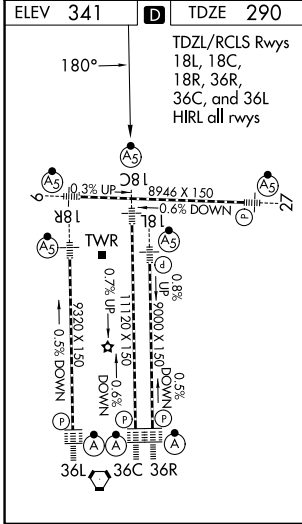 ELEV 341
D
TDZE 290
TDZL/RCLS Rwys
18L, 18C,
18R, 36R,
36C, and 36L
HIRL all rwys
180°
A5
18C
9
0.3% UP
8946 X 150
A5
27
A5
0.6% DOWN
P
18R
18L
A5
TWR
A5
P
0.5% DOWN
9320 X 150
0.7% UP
0.6% DOWN
11120 X 150
9000 X 150
0.8% UP
0.5% DOWN
P
P
P
A
A
A
36L
36C
36R